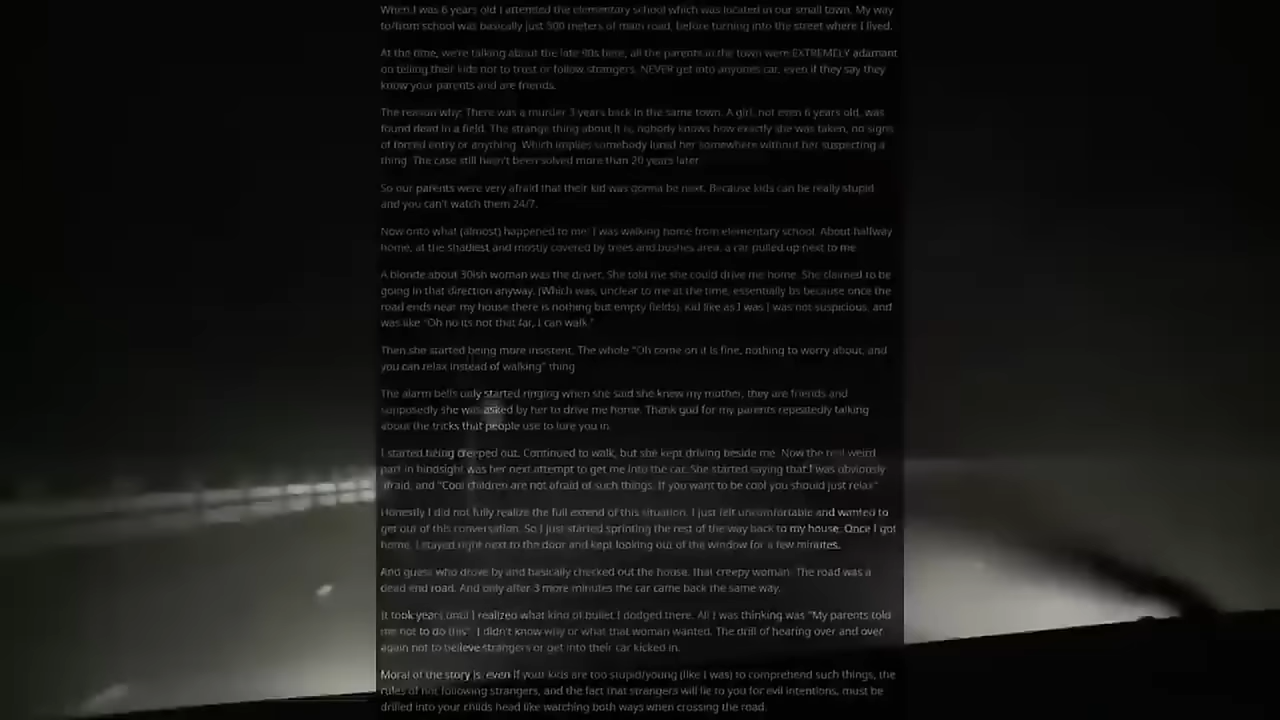 When I was 6 years old I attented the elementary school which was located in our small town. My way
to/from school was basically just 500 meters of main road, before turning into the street where I lived.
At the time, we're talking about the late 90s here, all the parents in the town were EXTREMELY adamant
on telling their kids not to trust or follow strangers. NEVER get into anyones car, even if they say they
know your parents and are friends.
The reason why: There was a murder 3 years back in the same town. A girl, not even 6 years old, was
found dead in a field. The strange thing about it is, nobody knows how exactly she was taken, no signs
of forced entry or anything. Which implies somebody lured her somewhere without her suspecting a
thing. The case still hasn't been solved more than 20 years later.
So our parents were very afraid that their kid was gonna be next. Because kids can be really stupid
and you can't watch them 24/7.
Now onto what (almost) happened to me: I was walking home from elementary school. About halfway
home, at the shadiest and mostly covered by trees and bushes area, a car pulled up next to me
A blonde about 30ish woman was the driver. She told me she could drive me home. She claimed to be
going in that direction anyway. (Which was, unclear to me at the time, essentially bs because once the
road ends near my house there is nothing but empty fields). Kid like as I was I was not suspicious, and
was like "Oh no its not that far, I can walk."
Then she started being more insistent. The whole "Oh come on it is fine, nothing to worry about, and
you can relax instead of walking" thing
The alarm bells only started ringing when she said she knew my mother, they are friends and
supposedly she was asked by her to drive me home. Thank god for my parents repeatedly talking
about the tricks that people use to lure you in.
I started being creeped out. Continued to walk, but she kept driving beside me. Now the real weird
part in hindsight was her next attempt to get me into the car. She started saying that I was obviously
afraid, and "Cool children are not afraid of such things. If you want to be cool you should just relax"
Honestly I did not fully realize the full extend of this situation. I just felt uncomfortable and wanted to
get out of this conversation. So I just started sprinting the rest of the way back to my house. Once I got
home, I stayed right next to the door and kept looking out of the window for a few minutes.
And guess who drove by and basically checked out the house, that creepy woman. The road was a
dead end road. And only after 3 more minutes the car came back the same way.
It took years until I realized what kind of bullet I dodged there. All I was thinking was "My parents told
me not to do this". I didn't know why or what that woman wanted. The drill of hearing over and over
again not to believe strangers or get into their car kicked in.
Moral of the story is, even if your kids are too stupid/young (like I was) to comprehend such things, the
rules of not following strangers, and the fact that strangers will lie to you for evil intentions, must be
drilled into your childs head like watching both ways when crossing the road.